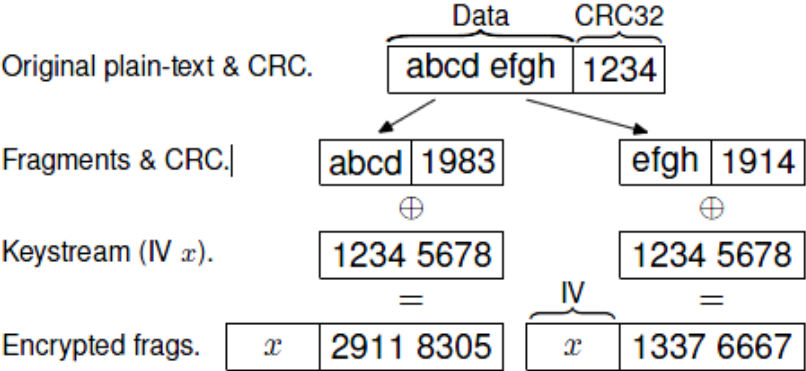 Data CRC32
Original plain-text & CRC. abcd efgh 1234
Fragments & CRC. abcd 1983 efgh 1914
⊕ ⊕
Keystream (IV x). 1234 5678 1234 5678
= IV =
Encrypted frags. x 2911 8305 x 1337 6667